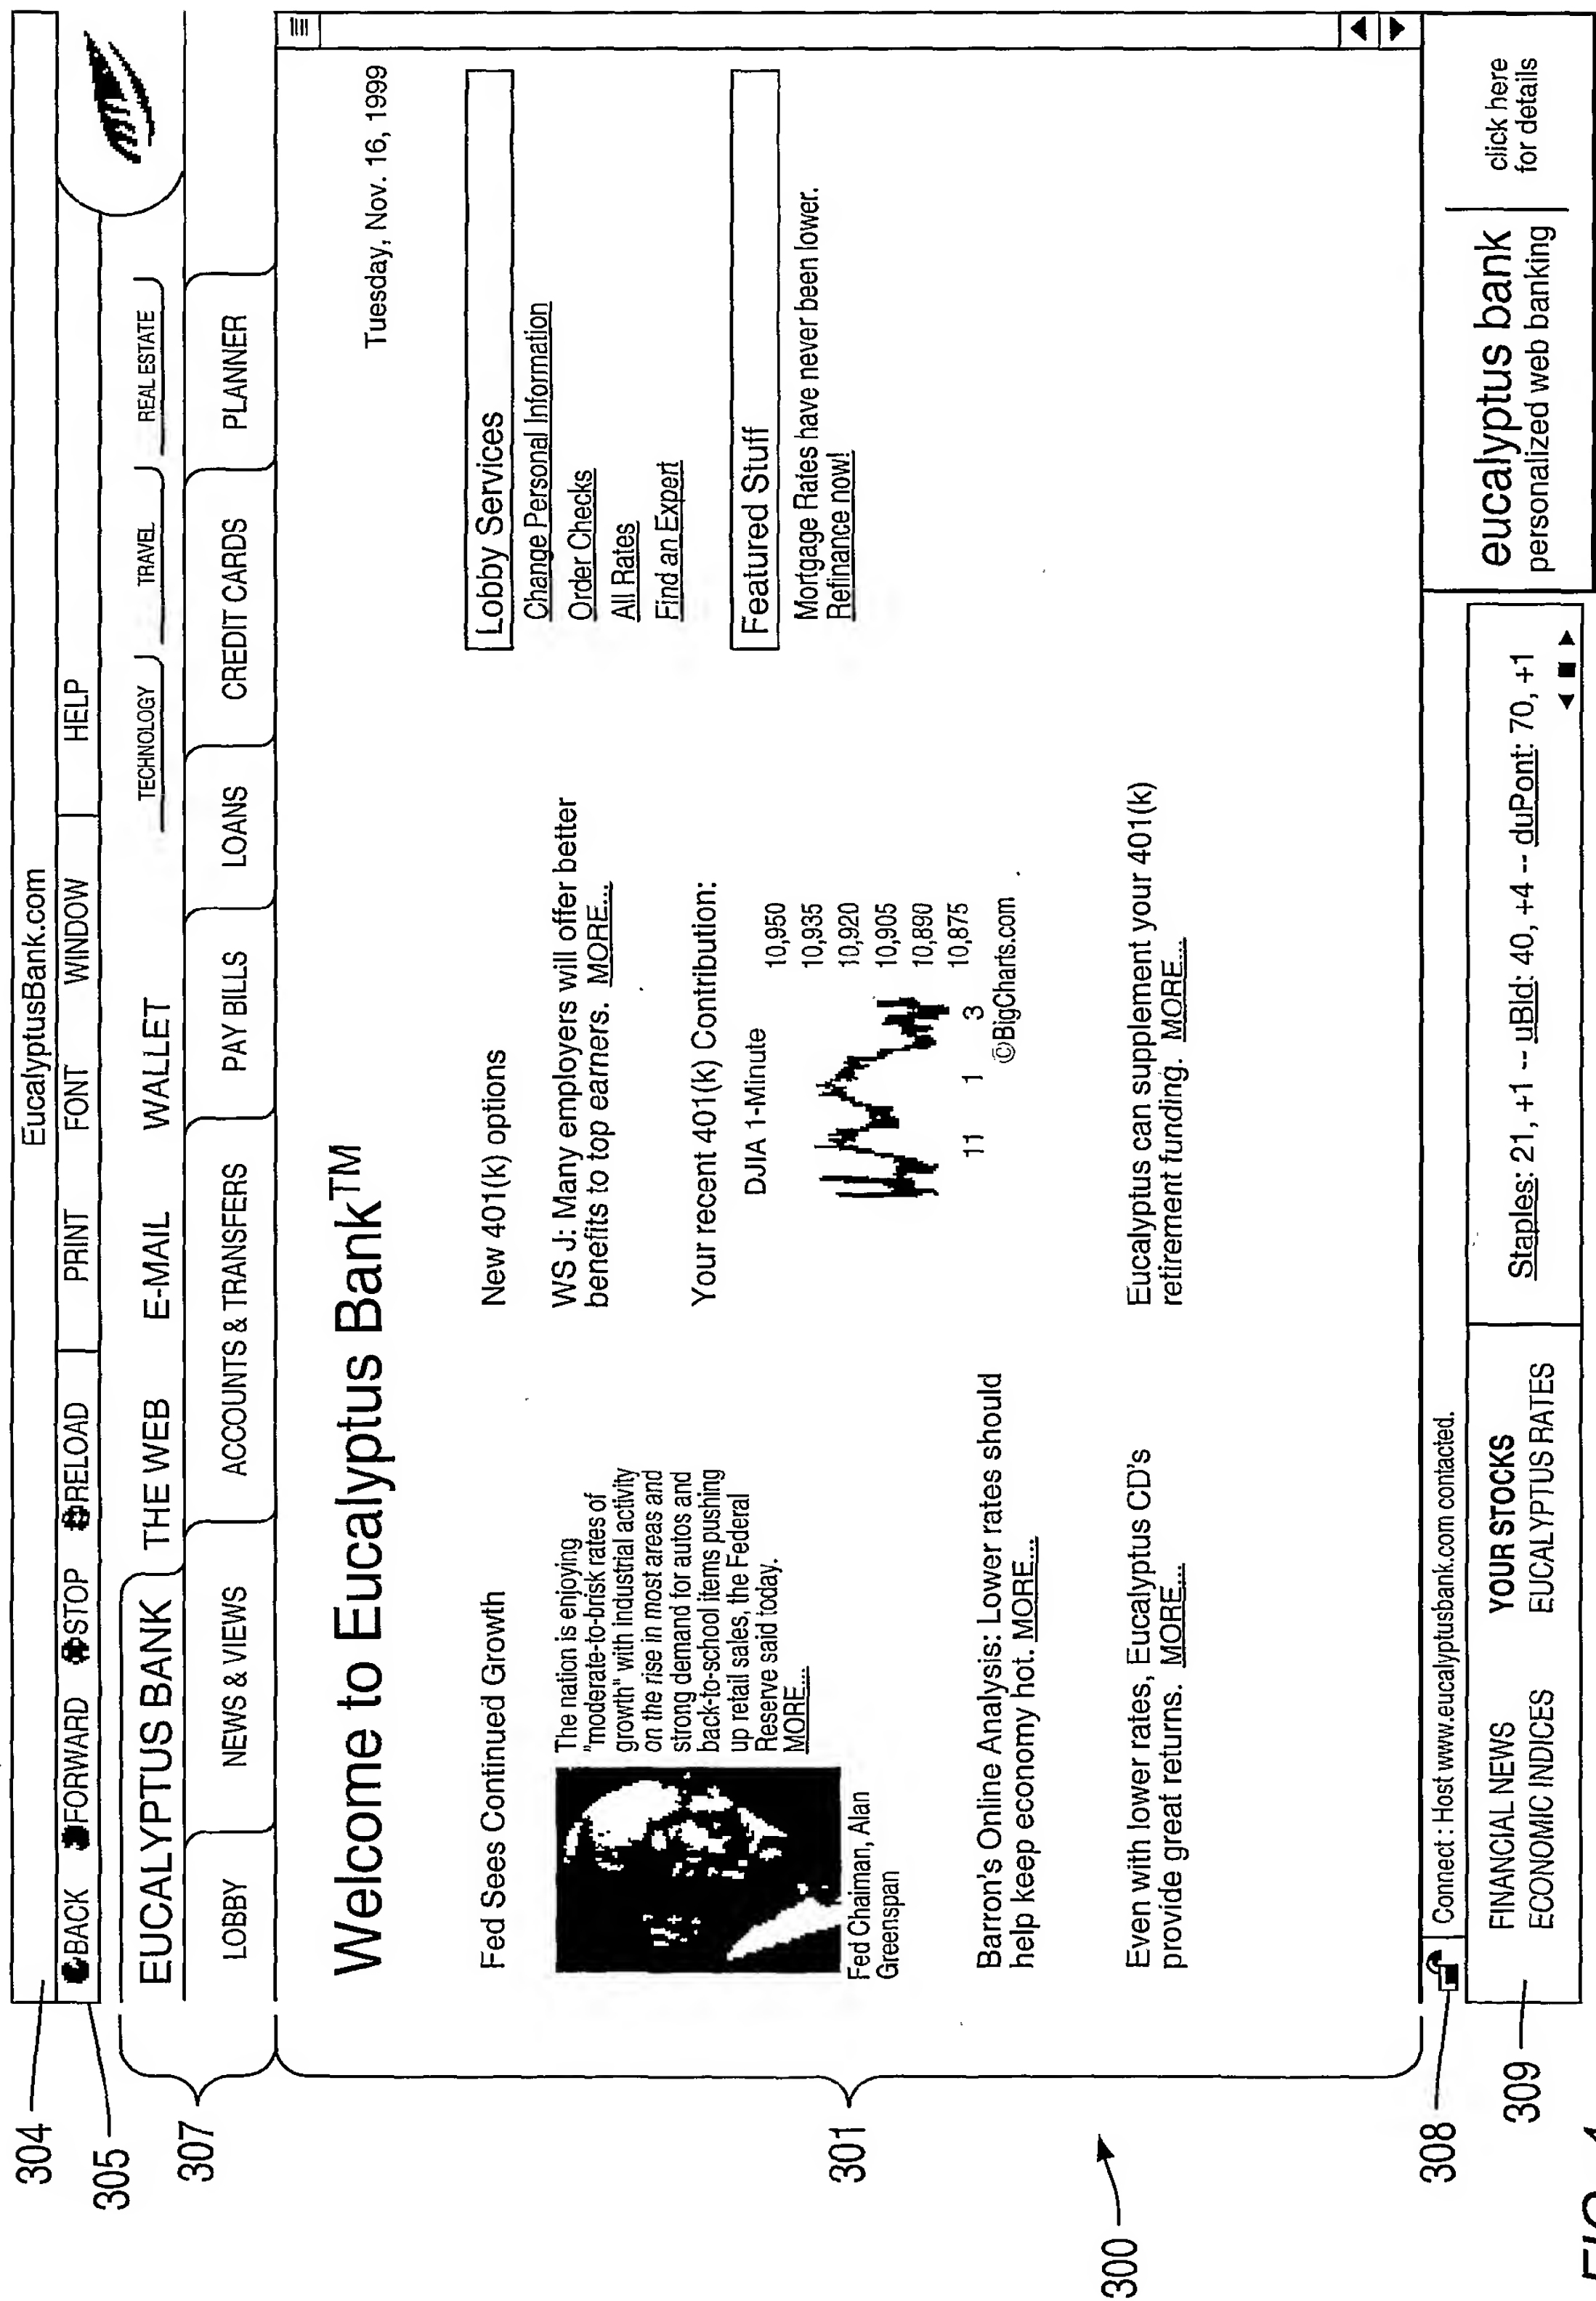 304
EucalyptusBank.com
305
BACK FORWARD STOP RELOAD PRINT FONT WINDOW HELP
307
EUCALYPTUS BANK THE WEB E-MAIL WALLET TECHNOLOGY TRAVEL REAL ESTATE
LOBBY NEWS & VIEWS ACCOUNTS & TRANSFERS PAY BILLS LOANS CREDIT CARDS PLANNER
Welcome to Eucalyptus Bank™
Tuesday, Nov. 16, 1999
Fed Sees Continued Growth
The nation is enjoying
"moderate-to-brisk rates of
growth" with industrial activity
on the rise in most areas and
strong demand for autos and
back-to-school items pushing
up retail sales, the Federal
Reserve said today.
MORE...
Fed Chaiman, Alan
Greenspan
Barron's Online Analysis: Lower rates should
help keep economy hot. MORE...
Even with lower rates, Eucalyptus CD's
provide great returns. MORE...
New 401(k) options
WS J: Many employers will offer better
benefits to top earners. MORE...
Your recent 401(k) Contribution:
DJIA 1-Minute
10,950
10,935
10,920
10,905
10,890
10,875
11 1 3
©BigCharts.com
Eucalyptus can supplement your 401(k)
retirement funding. MORE...
Lobby Services
Change Personal Information
Order Checks
All Rates
Find an Expert
Featured Stuff
Mortgage Rates have never been lower.
Refinance now!
301
300
308
Connect : Host www.eucalyptusbank.com contacted.
309
FINANCIAL NEWS YOUR STOCKS
ECONOMIC INDICES EUCALYPTUS RATES
Staples: 21, +1 -- uBld: 40, +4 -- duPont: 70, +1
eucalyptus bank
personalized web banking
click here
for details